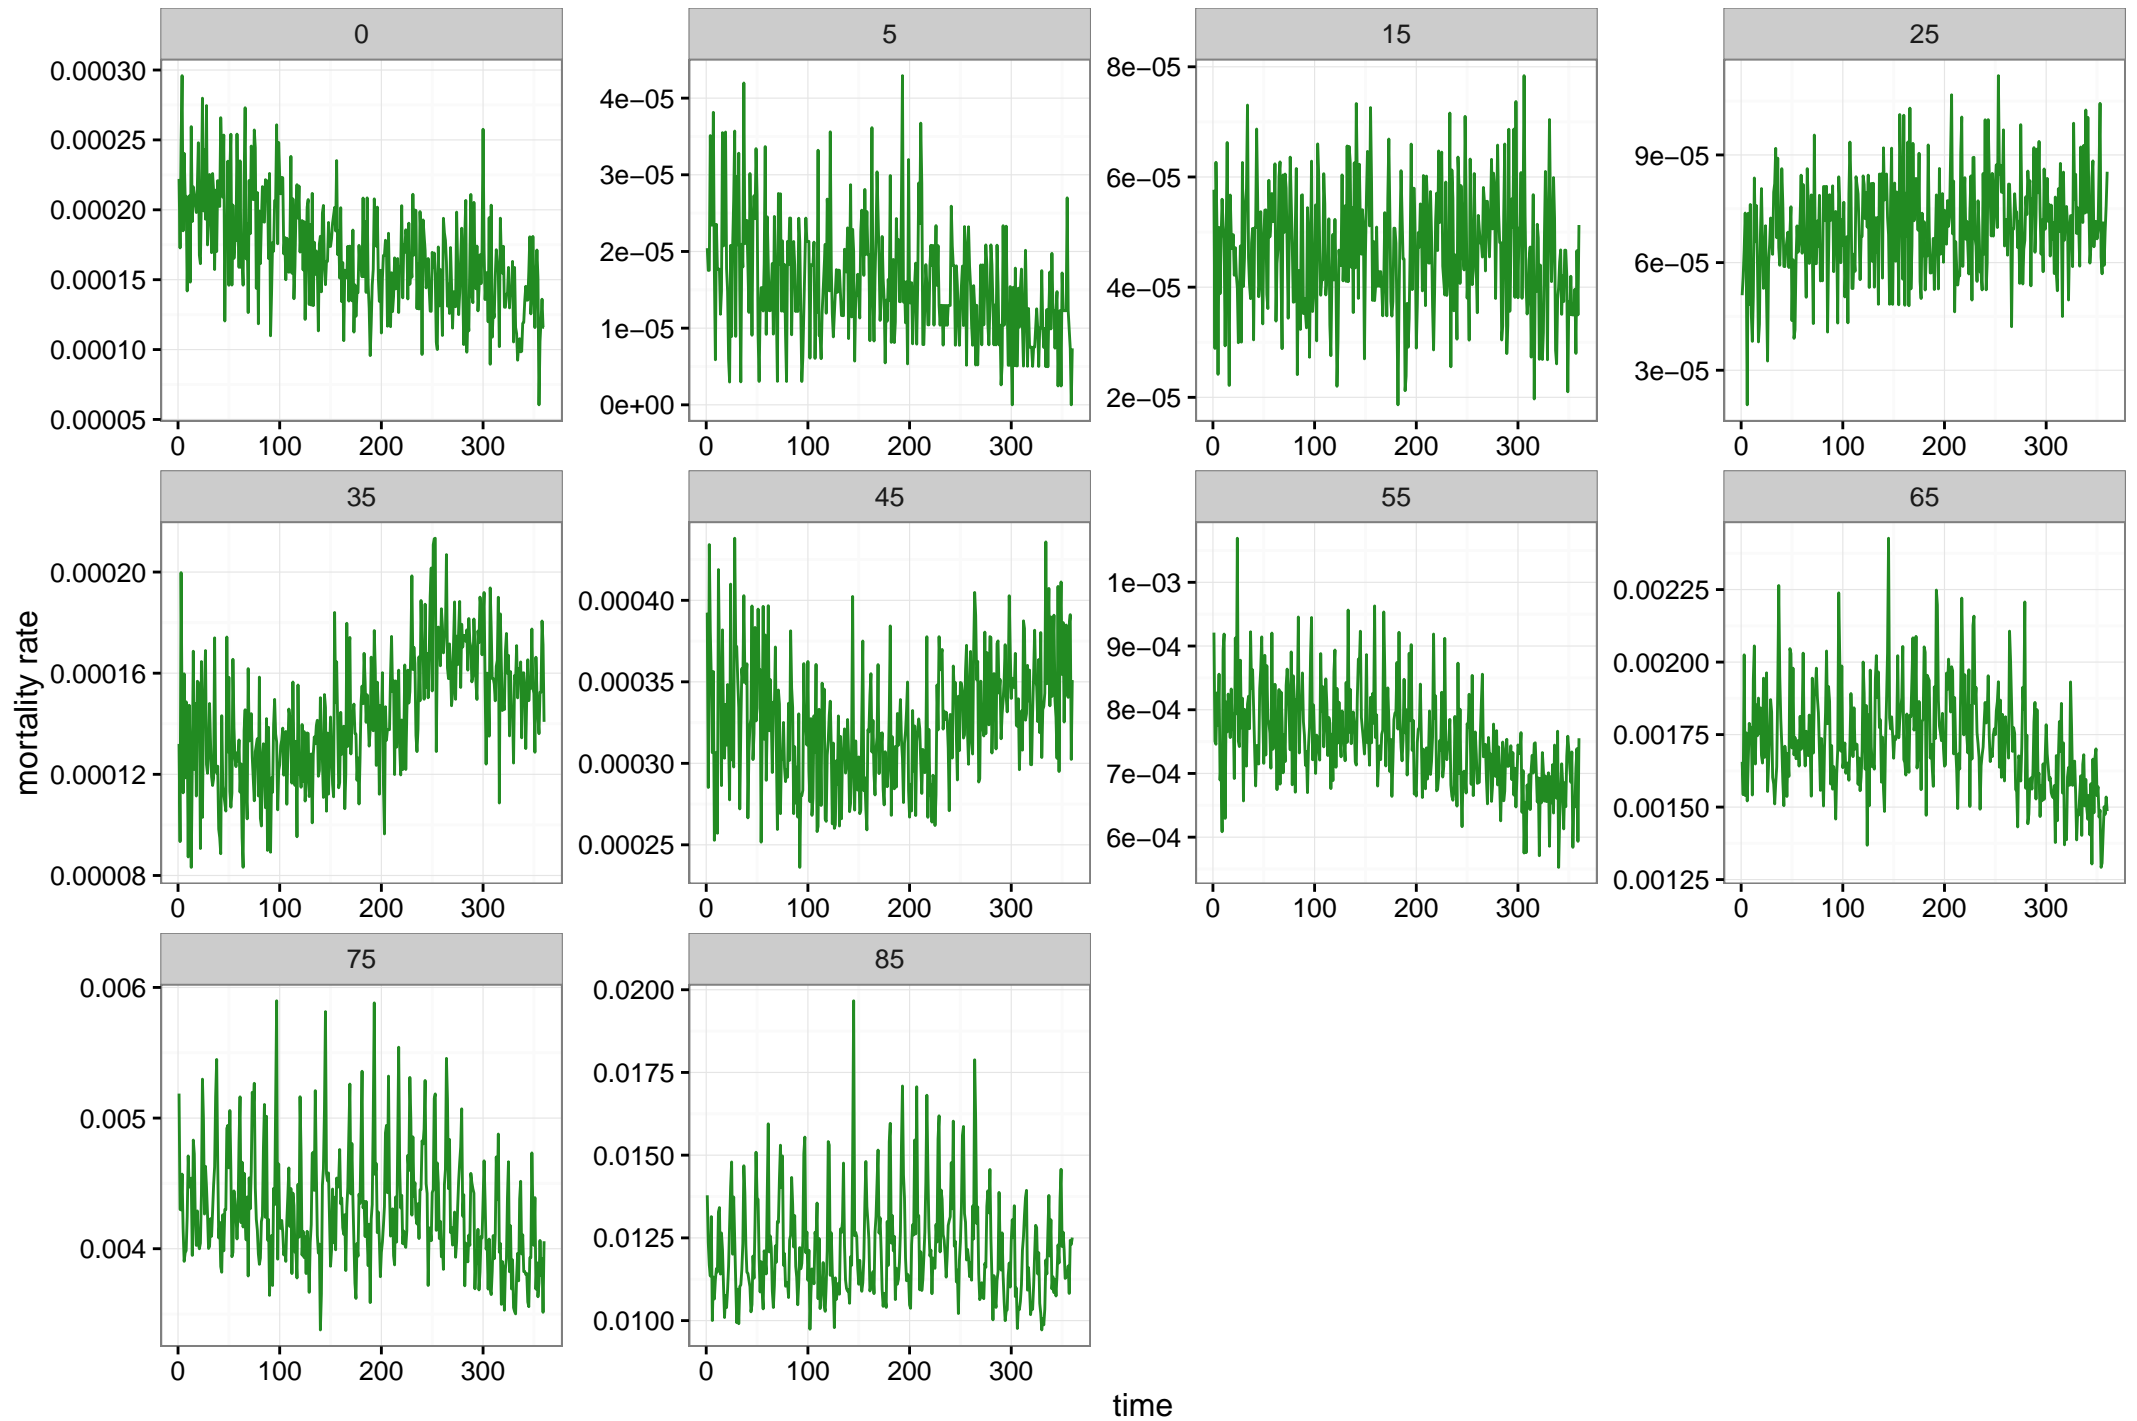 0 5 15 25
0.00030
0.00025
0.00020
0.00015
0.00010
0.00005
4e−05
3e−05
2e−05
1e−05
0e+00
8e−05
6e−05
4e−05
2e−05
9e−05
6e−05
3e−05
0 100 200 300 0 100 200 300 0 100 200 300 0 100 200 300
35 45 55 65
0.00020
0.00016
0.00012
0.00008
0.00040
0.00035
0.00030
0.00025
1e−03
9e−04
8e−04
7e−04
6e−04
0.00225
0.00200
0.00175
0.00150
0.00125
0 100 200 300 0 100 200 300 0 100 200 300 0 100 200 300
75 85
0.006
0.005
0.004
0.0200
0.0175
0.0150
0.0125
0.0100
0 100 200 300 0 100 200 300
mortality rate
time